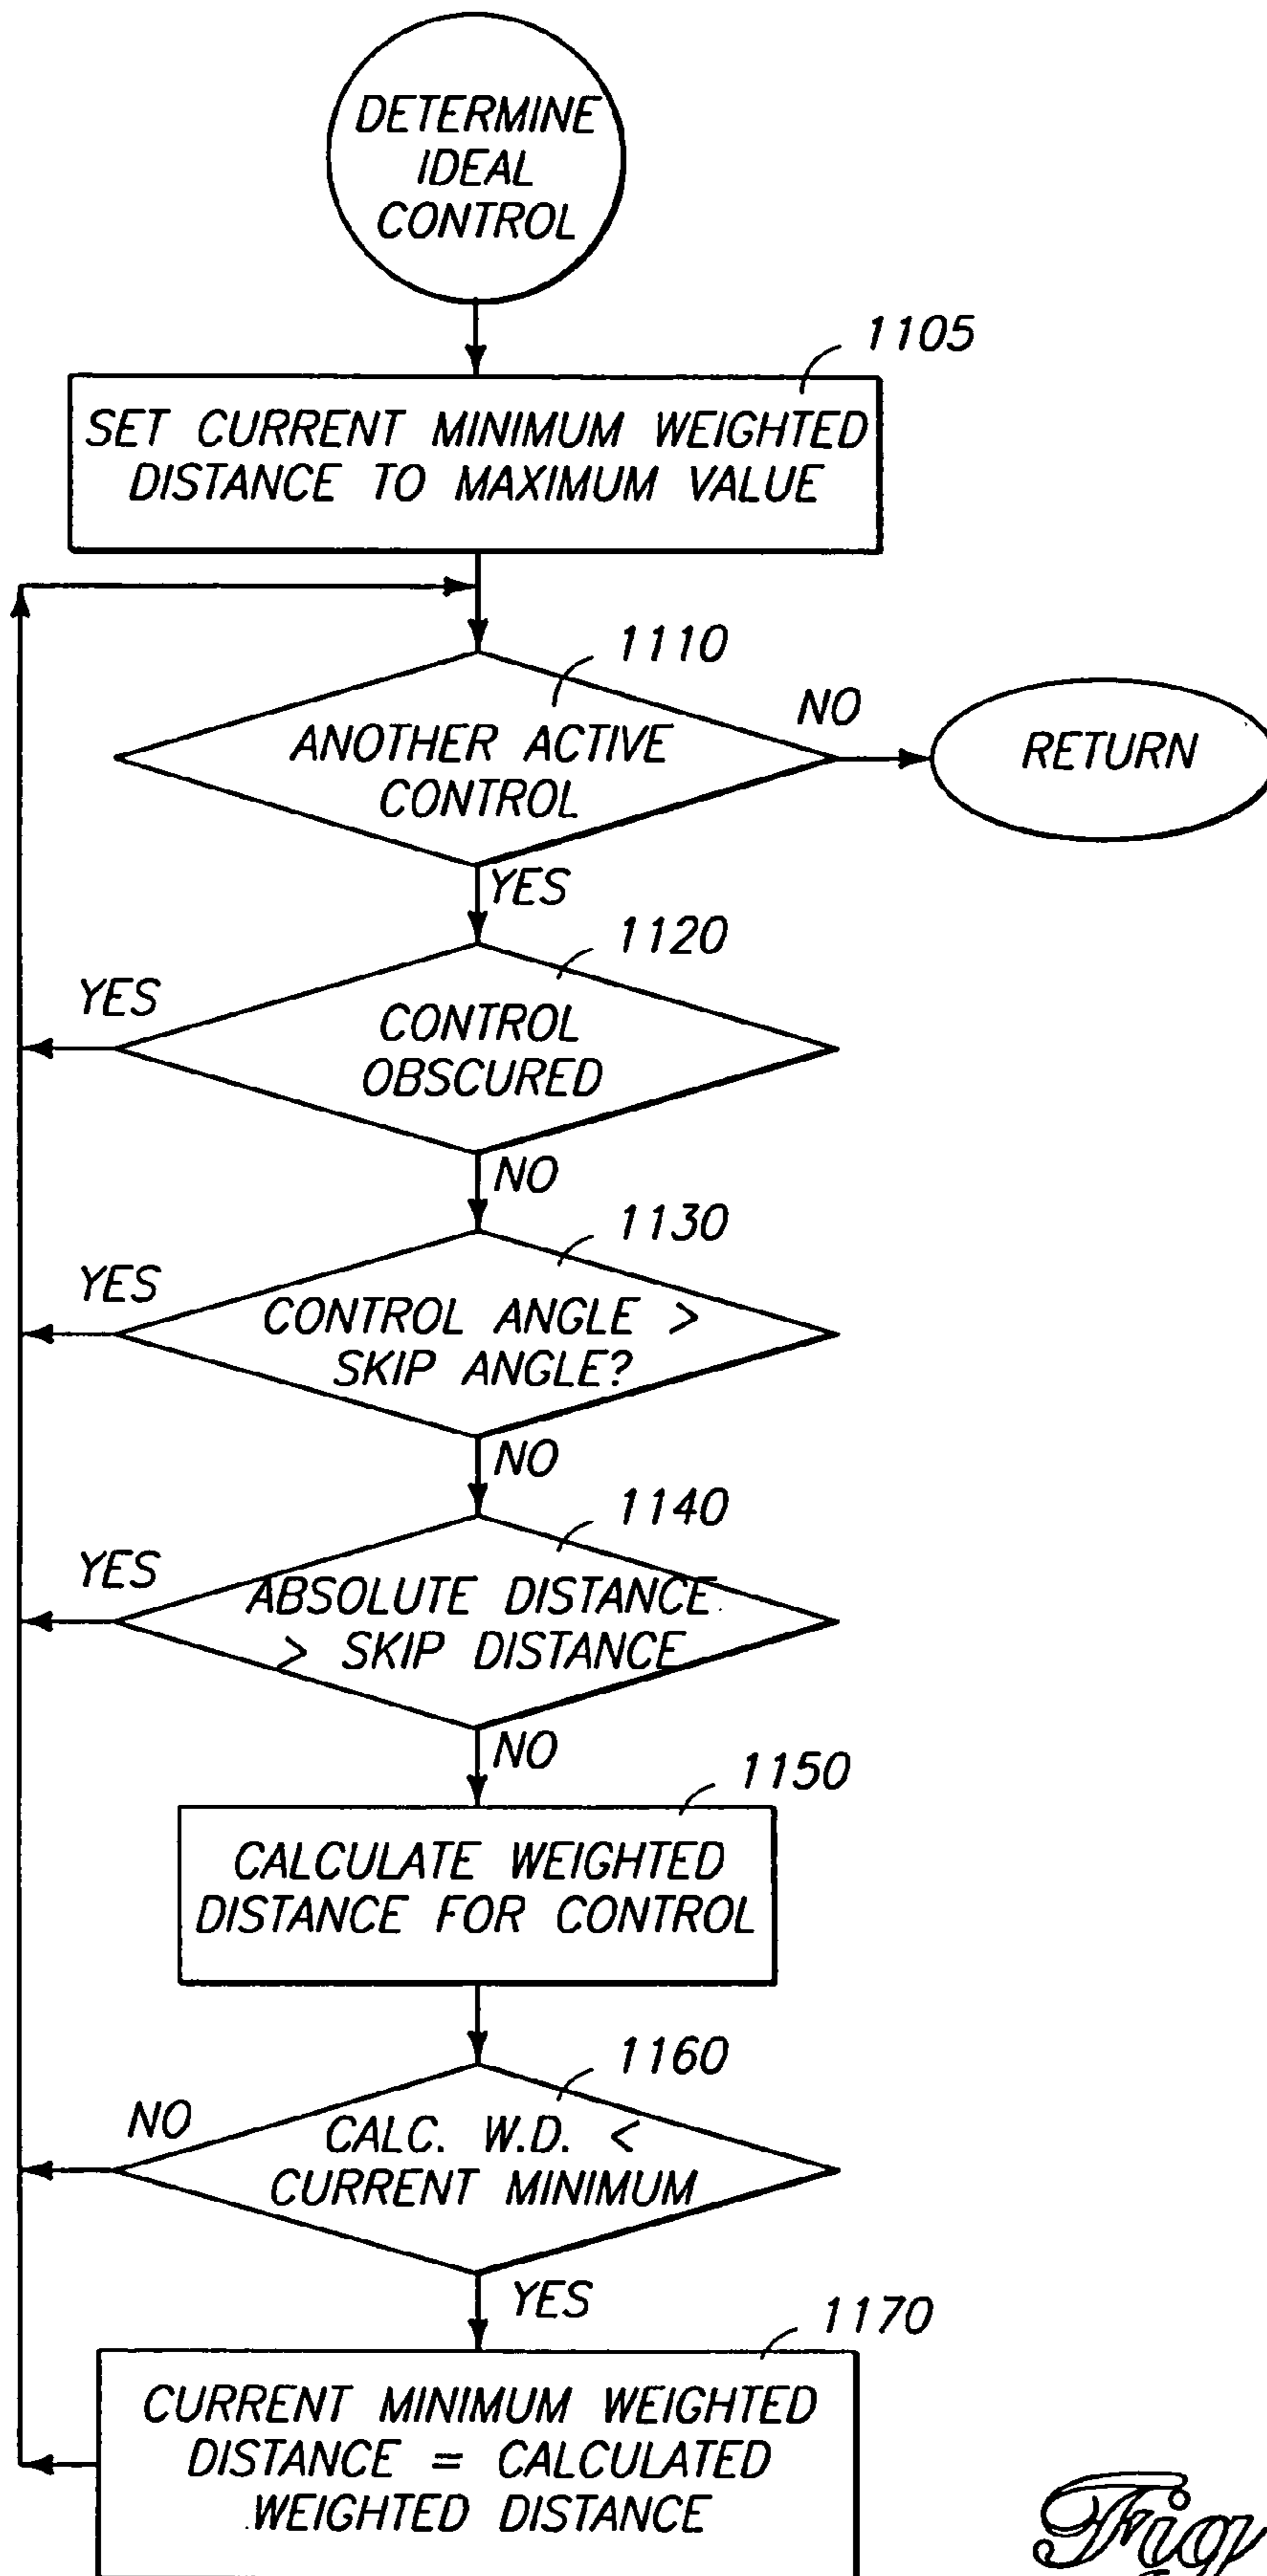 DETERMINE
IDEAL
CONTROL
1105
SET CURRENT MINIMUM WEIGHTED
DISTANCE TO MAXIMUM VALUE
1110
ANOTHER ACTIVE
CONTROL
NO
RETURN
YES
1120
YES
CONTROL
OBSCURED
NO
1130
YES
CONTROL ANGLE >
SKIP ANGLE?
NO
1140
YES
ABSOLUTE DISTANCE
> SKIP DISTANCE
NO
1150
CALCULATE WEIGHTED
DISTANCE FOR CONTROL
1160
NO
CALC. W.D. <
CURRENT MINIMUM
YES
1170
CURRENT MINIMUM WEIGHTED
DISTANCE = CALCULATED
WEIGHTED DISTANCE
Fig